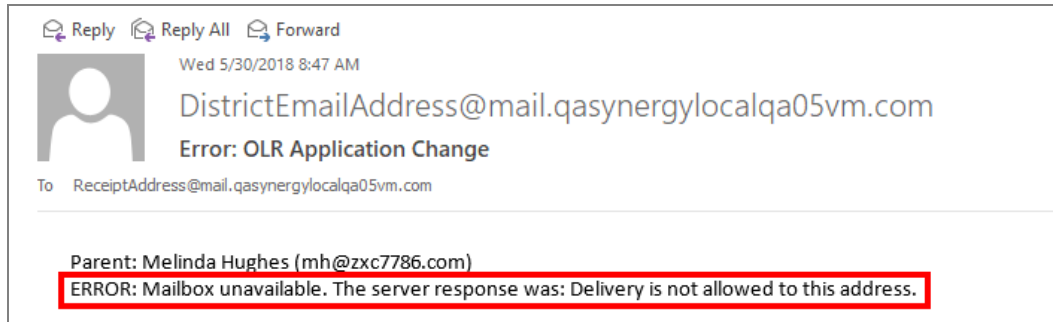 Reply Reply All Forward
Wed 5/30/2018 8:47 AM
DistrictEmailAddress@mail.qasynergylocalqa05vm.com
Error: OLR Application Change
To ReceiptAddress@mail.qasynergylocalqa05vm.com
Parent: Melinda Hughes (mh@zxc7786.com)
ERROR: Mailbox unavailable. The server response was: Delivery is not allowed to this address.